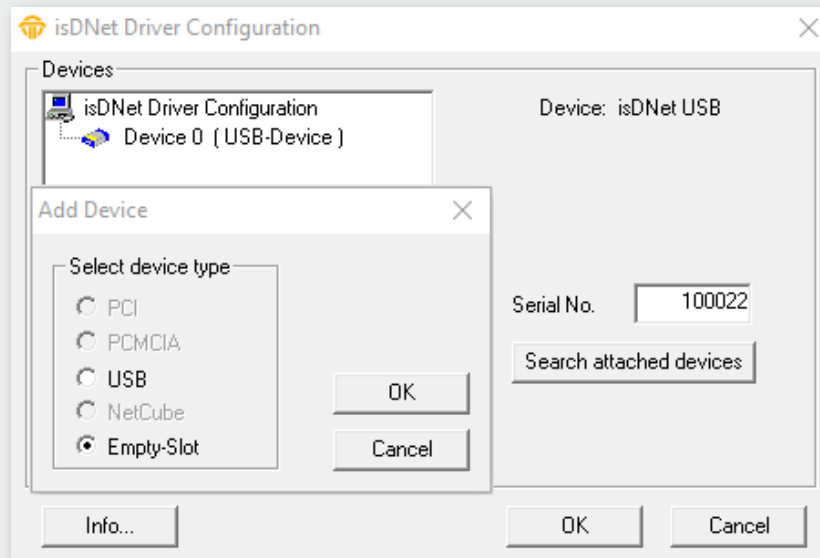 isDNet Driver Configuration
Devices
isDNet Driver Configuration
Device 0 ( USB-Device )
Device: isDNet USB
Add Device
Select device type
PCI
PCMCIA
USB
NetCube
Empty-Slot
OK
Cancel
Serial No. 100022
Search attached devices
Info...
OK
Cancel